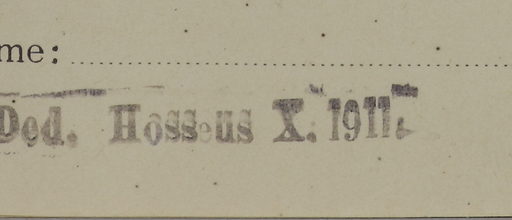 me:
Ded. Hosseus X. 1911.